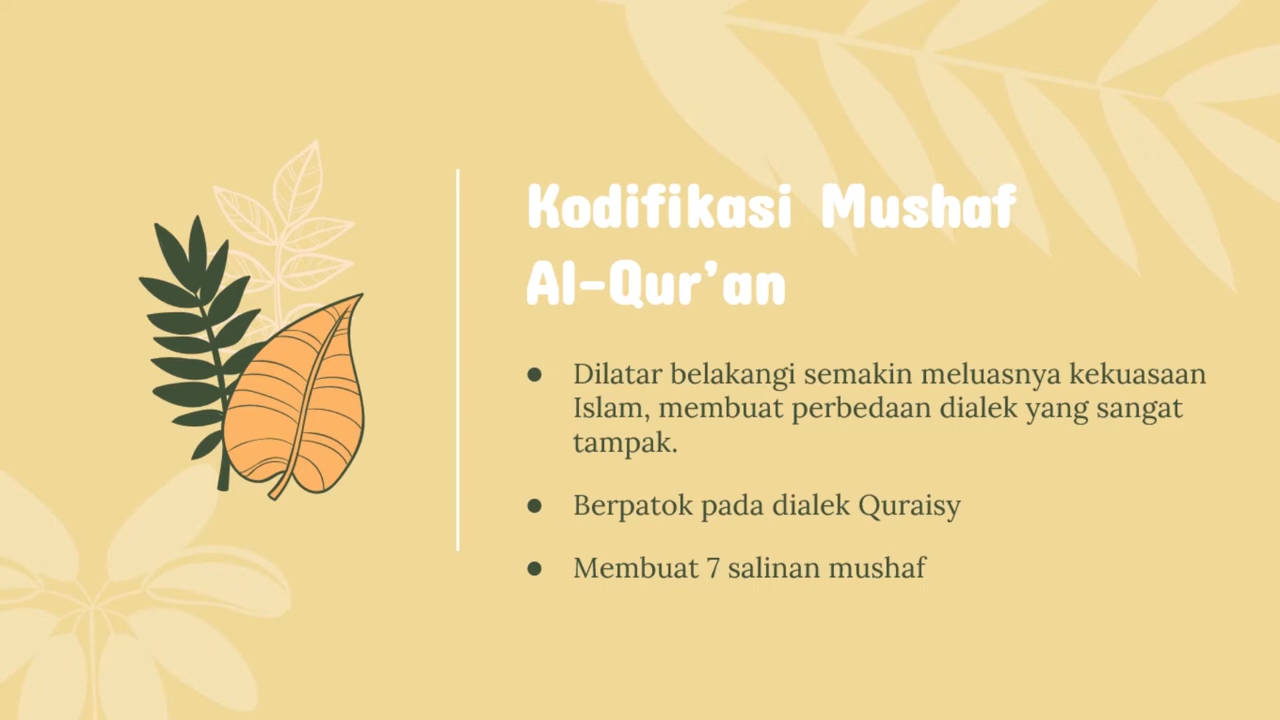 Kodifikasi Mushaf
Al-Qur’an
● Dilatar belakangi semakin meluasnya kekuasaan
Islam, membuat perbedaan dialek yang sangat
tampak.
● Berpatok pada dialek Quraisy
● Membuat 7 salinan mushaf